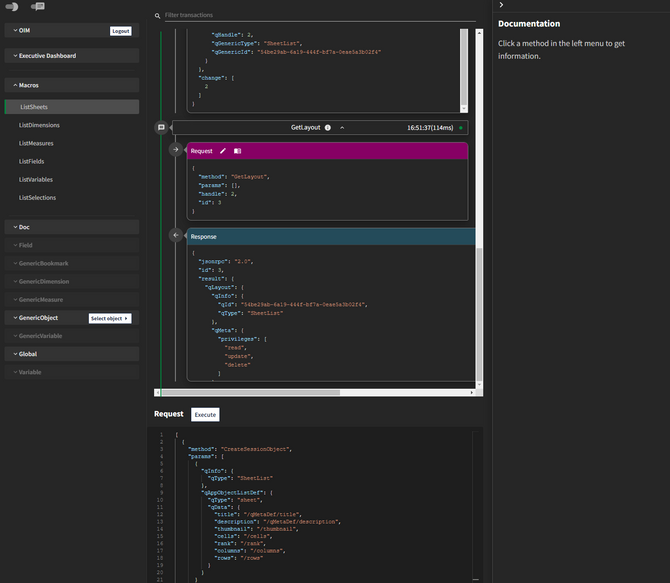 OIM
Logout
Executive Dashboard
Macros
ListSheets
ListDimensions
ListMeasures
ListFields
ListVariables
ListSelections
Doc
Field
GenericBookmark
GenericDimension
GenericMeasure
GenericObject
Select object
GenericVariable
Global
Variable
Filter transactions
"qHandle": 2,
"qGenericType": "SheetList",
"qGenericId": "54be29ab-6a19-444f-bf7a-0eae5a3b02f4"
}
},
"change": [
2
]
}
GetLayout
16:51:37(114ms)
Request
{
"method": "GetLayout",
"params": [],
"handle": 2,
"id": 3
}
Response
{
"jsonrpc": "2.0",
"id": 3,
"result": {
"qLayout": {
"qInfo": {
"qId": "54be29ab-6a19-444f-bf7a-0eae5a3b02f4",
"qType": "SheetList"
},
"qMeta": {
"privileges": [
"read",
"update",
"delete"
]
Request
Execute
1 [
2 {
3 "method": "CreateSessionObject",
4 "params": [
5 {
6 "qInfo": {
7 "qType": "SheetList"
8 },
9 "qAppObjectListDef": {
10 "qType": "sheet",
11 "qData": {
12 "title": "/qMetaDef/title",
13 "description": "/qMetaDef/description",
14 "thumbnail": "/thumbnail",
15 "cells": "/cells",
16 "rank": "/rank",
17 "columns": "/columns",
18 "rows": "/rows"
19 }
20 }
21 }
Documentation
Click a method in the left menu to get
information.